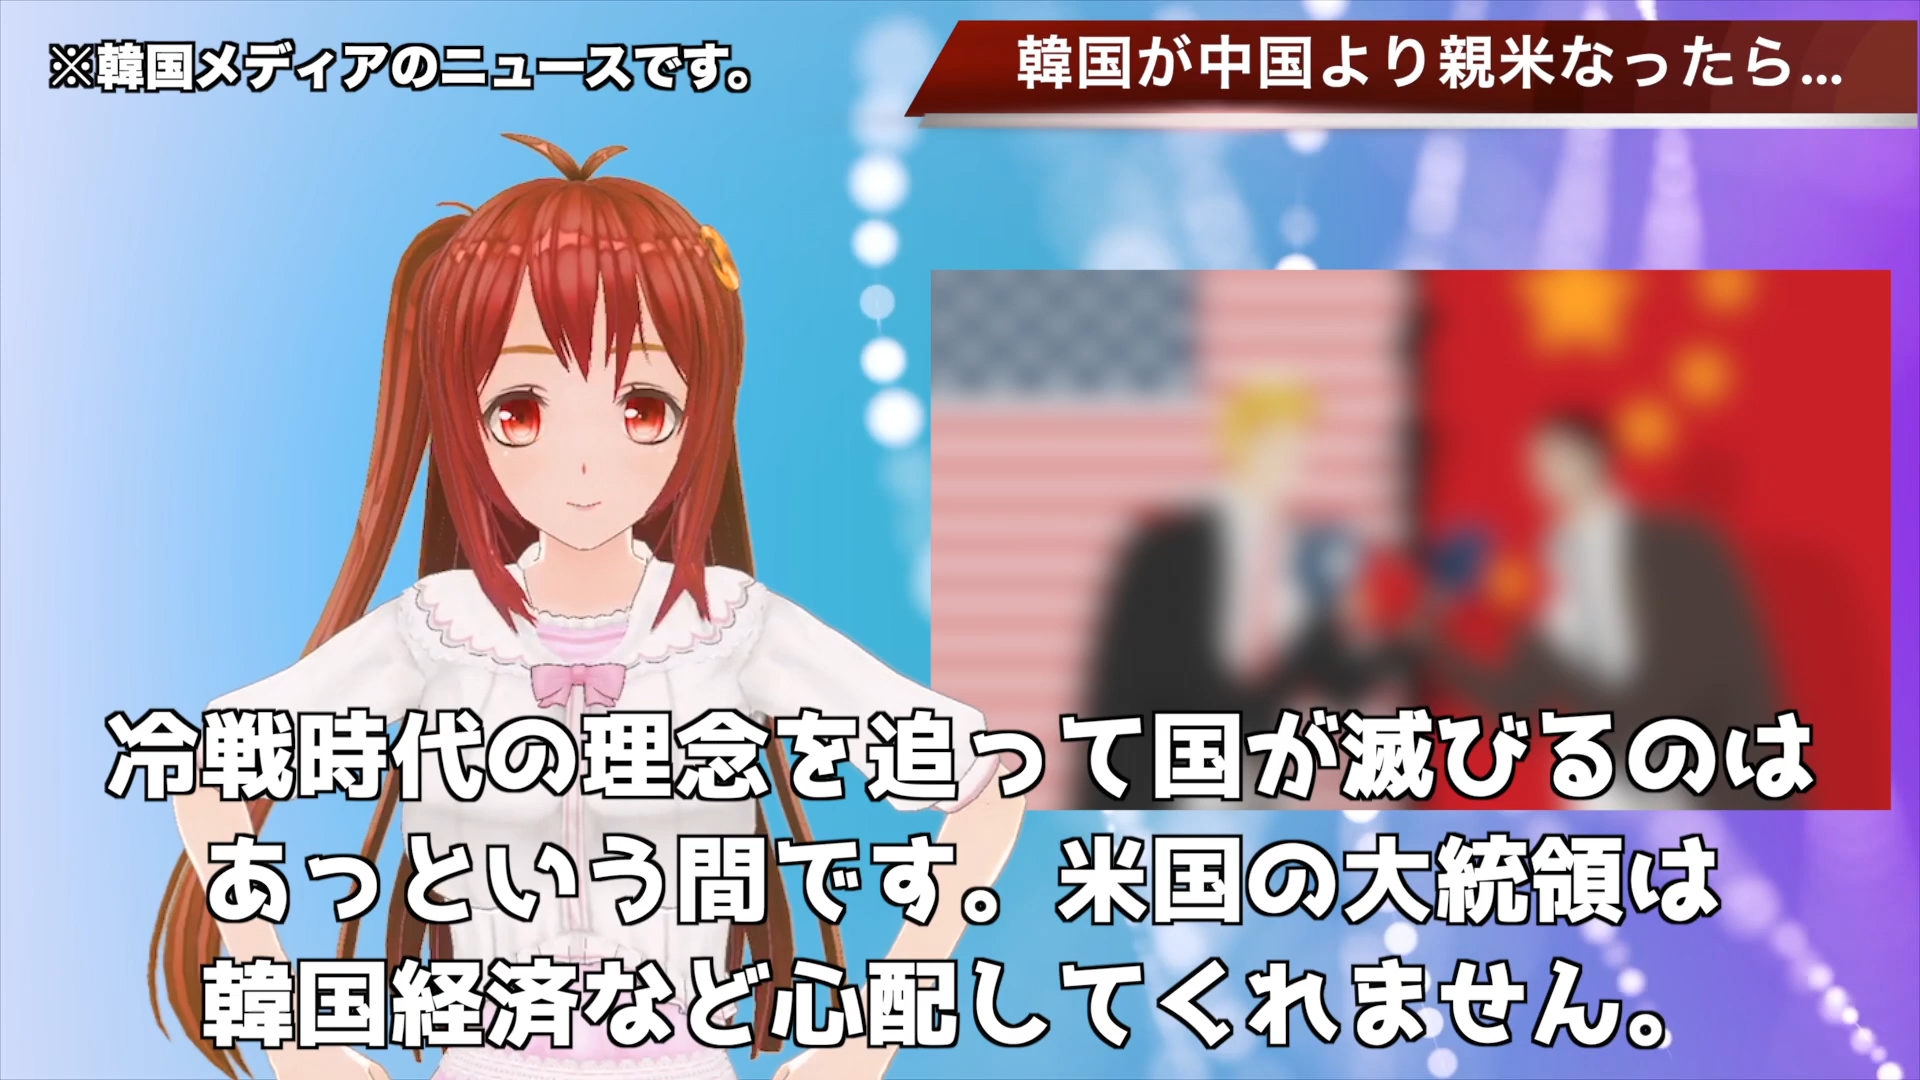 ※韓国メディアのニュースです。
韓国が中国より親米なったら...
冷戦時代の理念を追って国が滅びるのは
あっという間です。米国の大統領は
韓国経済など心配してくれません。